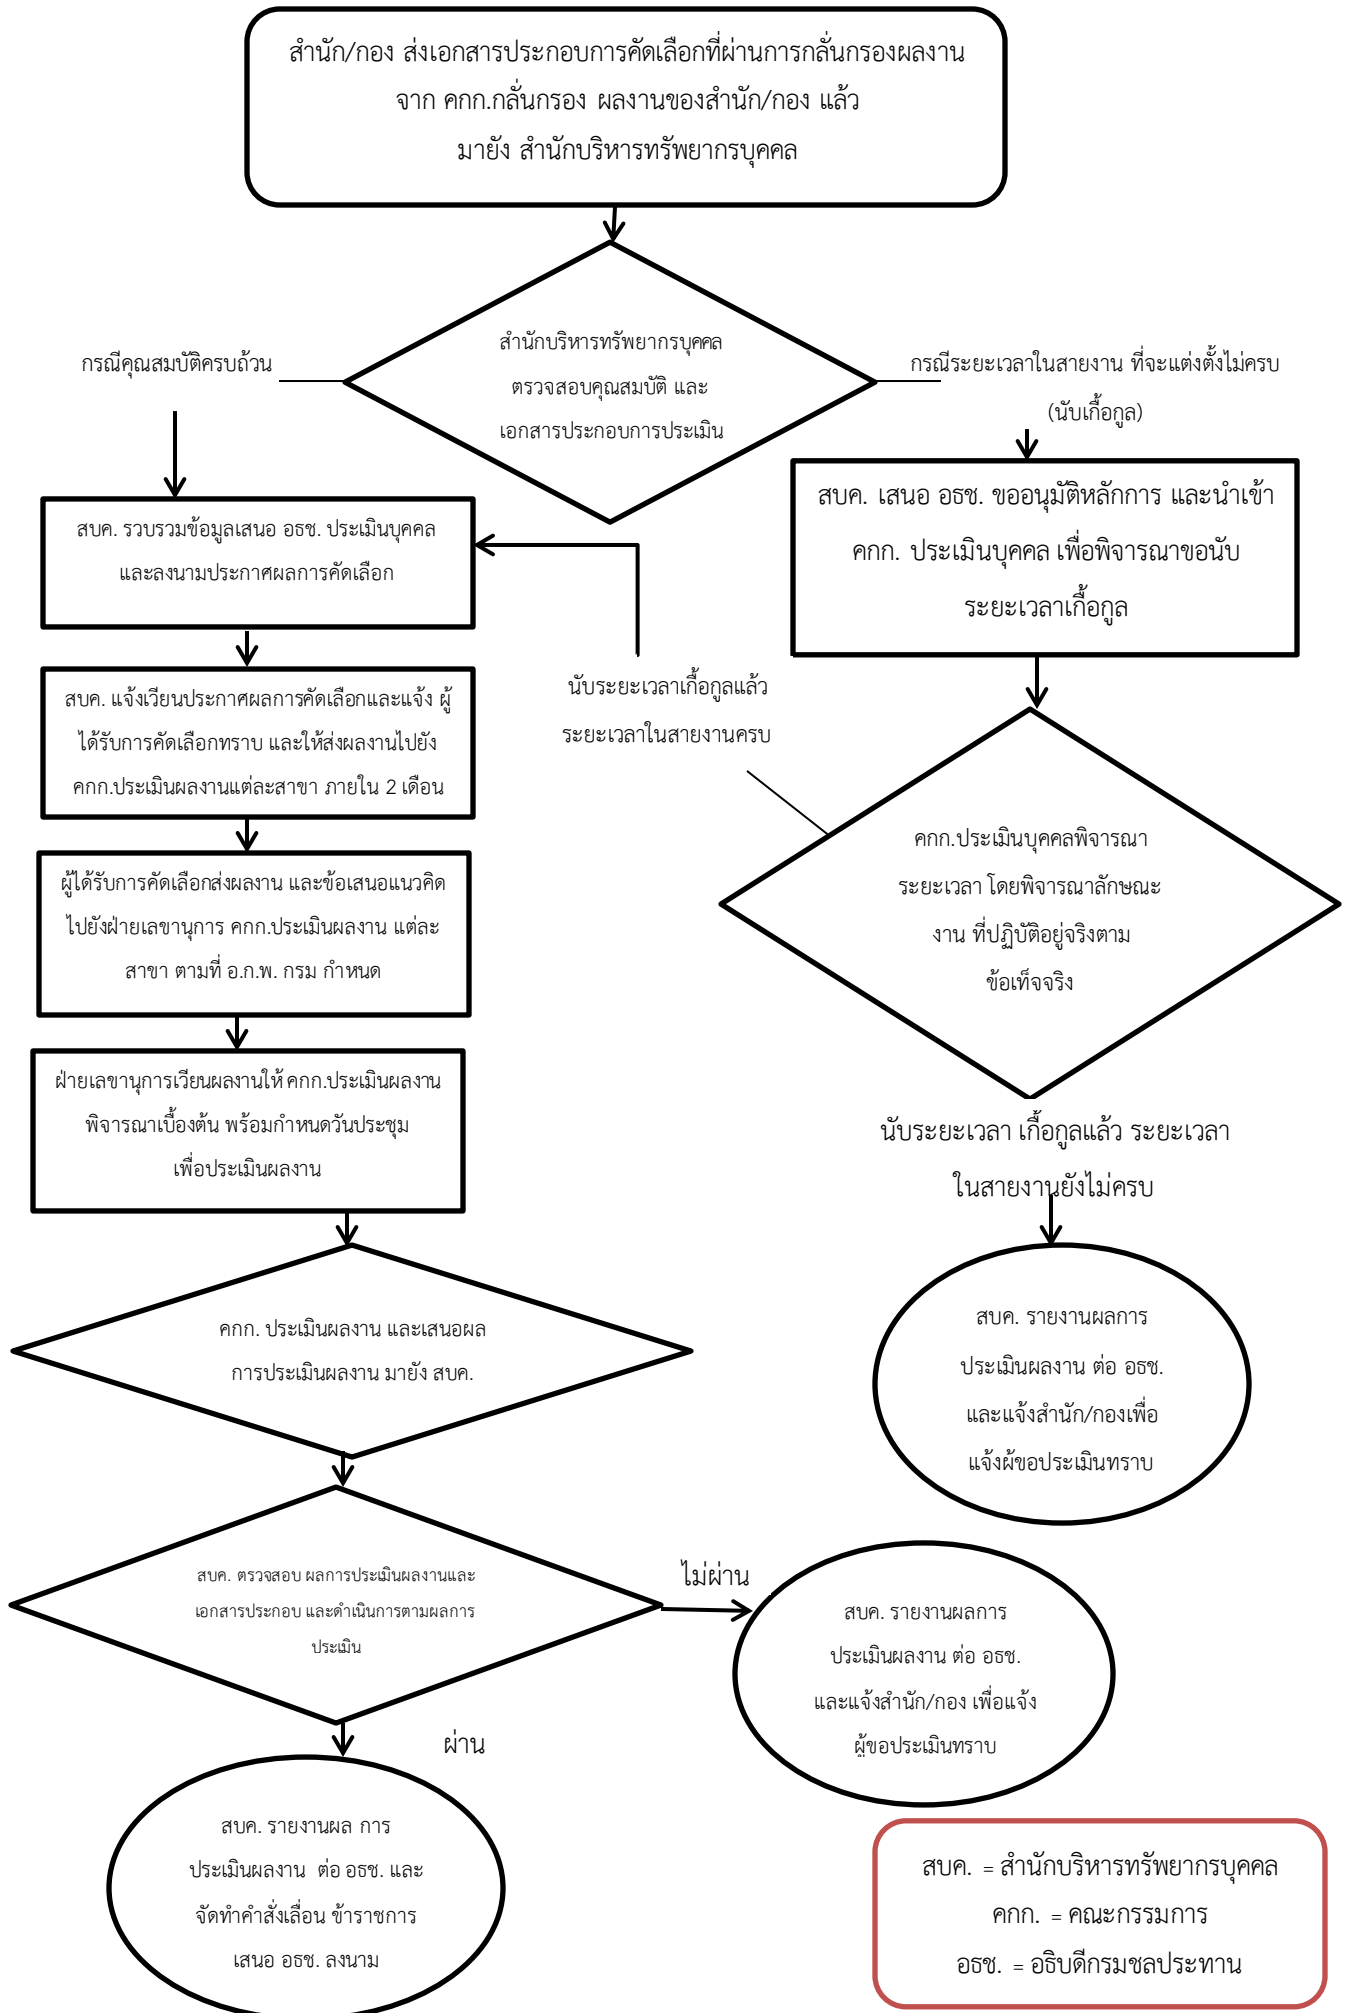 สำนัก/กอง ส่งเอกสารประกอบการคัดเลือกที่ผ่านการกลั่นกรองผลงาน
จาก คกก.กลั่นกรอง ผลงานของสำนัก/กอง แล้ว
มายัง สำนักบริหารทรัพยากรบุคคล
สำนักบริหารทรัพยากรบุคคล
ตรวจสอบคุณสมบัติ และ
เอกสารประกอบการประเมิน
กรณีคุณสมบัติครบถ้วน
กรณีระยะเวลาในสายงาน ที่จะแต่งตั้งไม่ครบ
(นับเกื้อกูล)
สบค. รวบรวมข้อมูลเสนอ อธช. ประเมินบุคคล
และลงนามประกาศผลการคัดเลือก
สบค. เสนอ อธช. ขออนุมัติหลักการ และนำเข้า
คกก. ประเมินบุคคล เพื่อพิจารณาขอนับ
ระยะเวลาเกื้อกูล
สบค. แจ้งเวียนประกาศผลการคัดเลือกและแจ้ง ผู้
ได้รับการคัดเลือกทราบ และให้ส่งผลงานไปยัง
คกก.ประเมินผลงานแต่ละสาขา ภายใน 2 เดือน
นับระยะเวลาเกื้อกูลแล้ว
ระยะเวลาในสายงานครบ
คกก.ประเมินบุคคลพิจารณา
ระยะเวลา โดยพิจารณาลักษณะ
งาน ที่ปฏิบัติอยู่จริงตาม
ข้อเท็จจริง
ผู้ได้รับการคัดเลือกส่งผลงาน และข้อเสนอแนวคิด
ไปยังฝ่ายเลขานุการ คกก.ประเมินผลงาน แต่ละ
สาขา ตามที่ อ.ก.พ. กรม กำหนด
ฝ่ายเลขานุการเวียนผลงานให้ คกก.ประเมินผลงาน
พิจารณาเบื้องต้น พร้อมกำหนดวันประชุม
เพื่อประเมินผลงาน
นับระยะเวลา เกื้อกูลแล้ว ระยะเวลา
ในสายงานยังไม่ครบ
คกก. ประเมินผลงาน และเสนอผล
การประเมินผลงาน มายัง สบค.
สบค. รายงานผลการ
ประเมินผลงาน ต่อ อธช.
และแจ้งสำนัก/กองเพื่อ
แจ้งผู้ขอประเมินทราบ
สบค. ตรวจสอบ ผลการประเมินผลงานและ
เอกสารประกอบ และดำเนินการตามผลการ
ประเมิน
ไม่ผ่าน
สบค. รายงานผลการ
ประเมินผลงาน ต่อ อธช.
และแจ้งสำนัก/กอง เพื่อแจ้ง
ผู้ขอประเมินทราบ
ผ่าน
สบค. รายงานผล การ
ประเมินผลงาน ต่อ อธช. และ
จัดทำคำสั่งเลื่อน ข้าราชการ
เสนอ อธช. ลงนาม
สบค. = สำนักบริหารทรัพยากรบุคคล
คกก. = คณะกรรมการ
อธช. = อธิบดีกรมชลประทาน